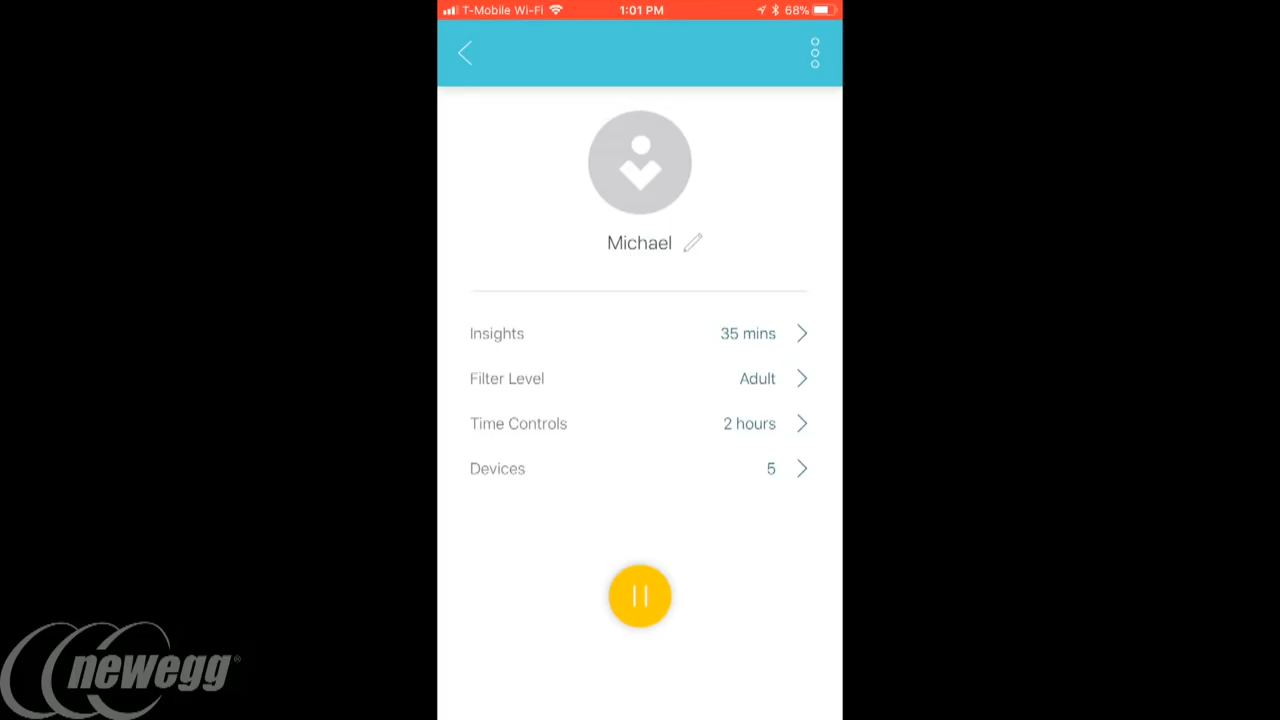 T-Mobile Wi-Fi 1:01 PM 68%
Michael
Insights 35 mins
Filter Level Adult
Time Controls 2 hours
Devices 5
newegg®